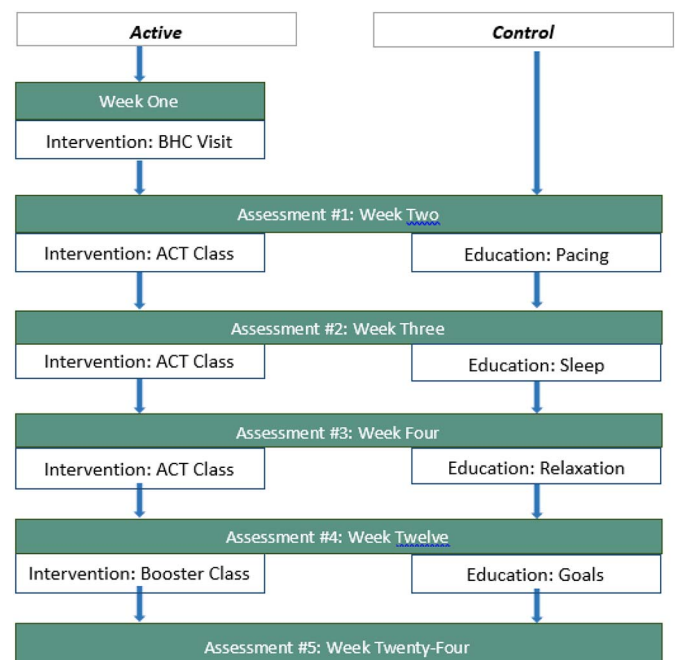 Active
Control
Week One
Intervention: BHC Visit
Assessment #1: Week Two
Intervention: ACT Class
Education: Pacing
Assessment #2: Week Three
Intervention: ACT Class
Education: Sleep
Assessment #3: Week Four
Intervention: ACT Class
Education: Relaxation
Assessment #4: Week Twelve
Intervention: Booster Class
Education: Goals
Assessment #5: Week Twenty-Four